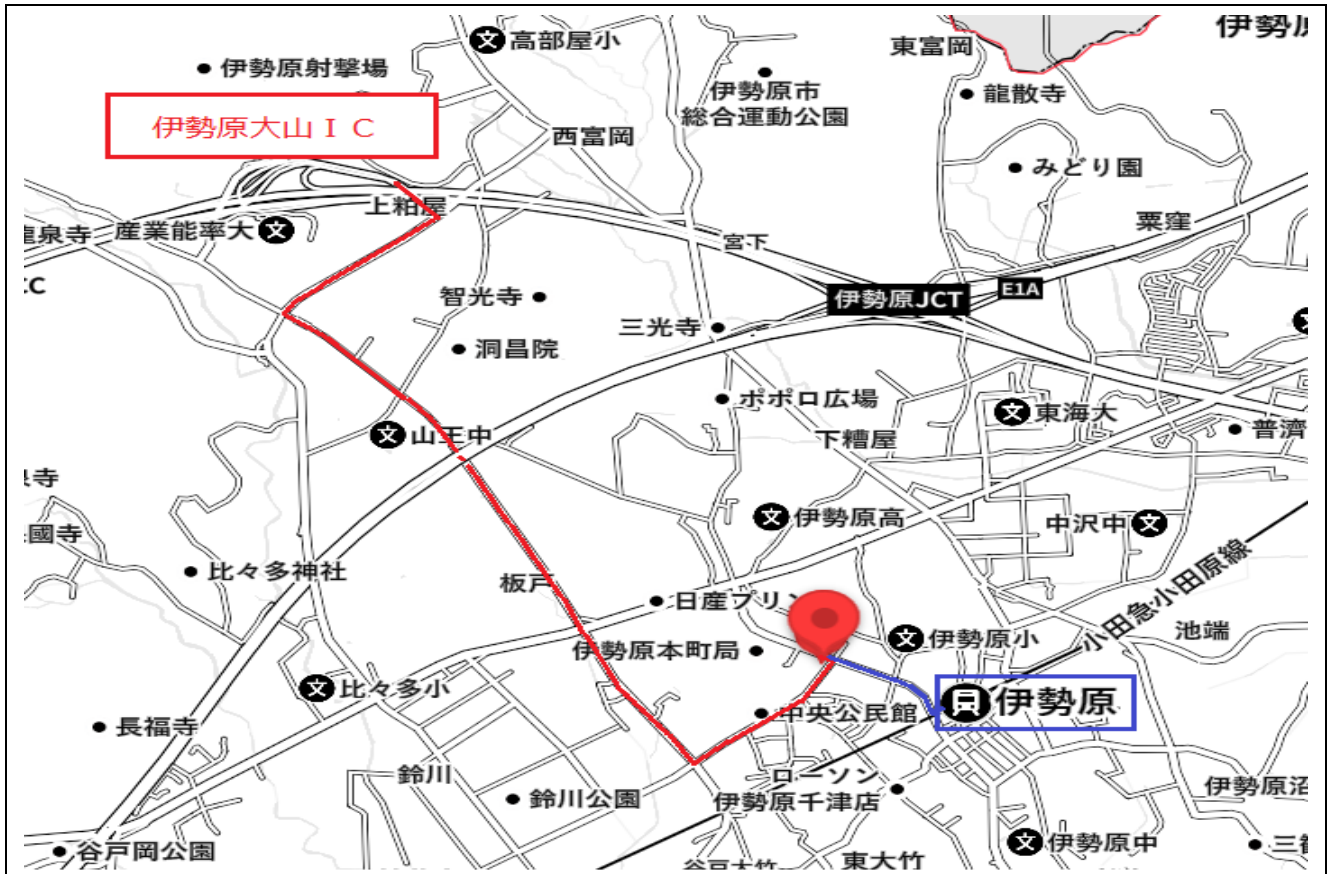 伊勢原
高部屋小
東富岡
伊勢原射撃場
伊勢原市
総合運動公園
龍散寺
伊勢原大山ＩＣ
西富岡
みどり園
上粕屋
産業能率大
泉寺
宮下
粟窪
智光寺
伊勢原JCT
E1A
三光寺
洞昌院
ポポロ広場
東海大
山王中
下糟屋
普済
寺
伊勢原高
中沢中
國寺
比々多神社
板戸
日産プリン
小田急小田原線
伊勢原本町局
伊勢原小
池端
比々多小
伊勢原
長福寺
中央公民館
鈴川
鈴川公園
ローソン
伊勢原千津店
伊勢原沼
谷戸岡公園
伊勢原中
東大竹
谷戸大竹